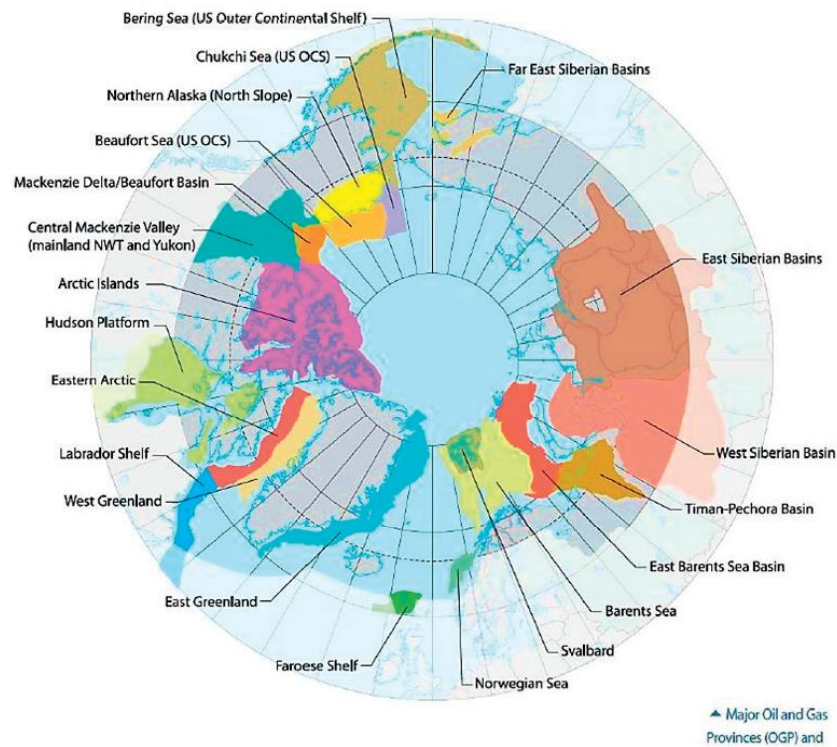 Bering Sea (US Outer Continental Shelf)
Chukchi Sea (US OCS)
Far East Siberian Basins
Northern Alaska (North Slope)
Beaufort Sea (US OCS)
Mackenzie Delta/Beaufort Basin
Central Mackenzie Valley
(mainland NWT and Yukon)
East Siberian Basins
Arctic Islands
Hudson Platform
Eastern Arctic
Labrador Shelf
West Siberian Basin
West Greenland
Timan-Pechora Basin
East Barents Sea Basin
East Greenland
Barents Sea
Svalbard
Faroese Shelf
Norwegian Sea
Major Oil and Gas
Provinces (OGP) and